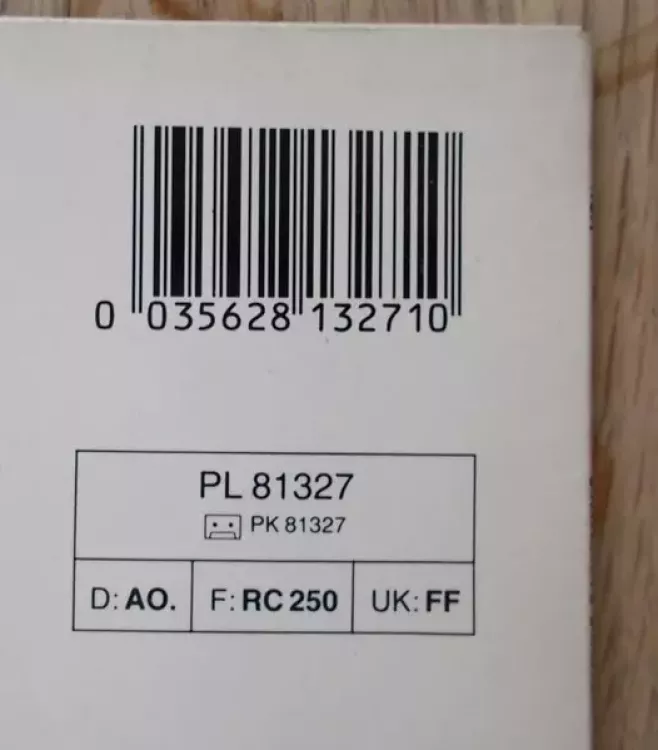 0 035628 132710
PL 81327
PK 81327
D: AO. F: RC 250 UK: FF